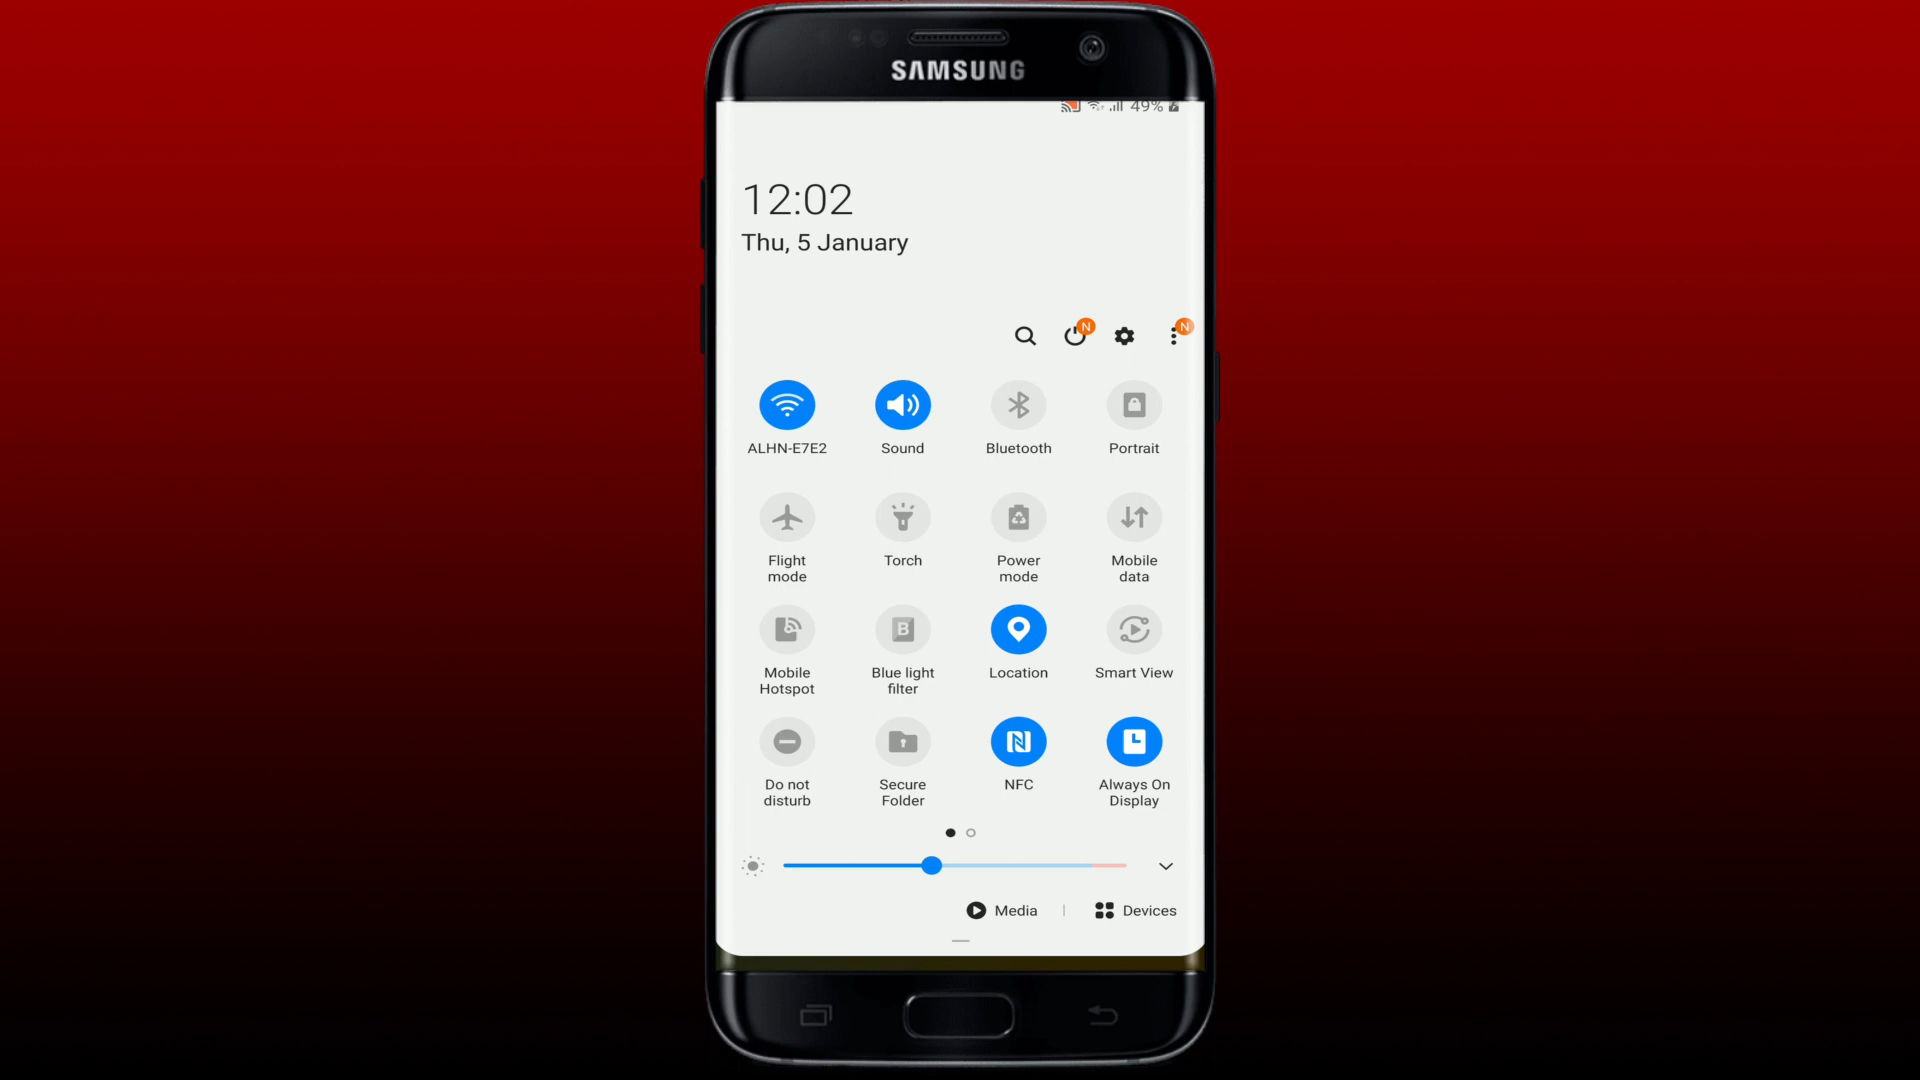 SAMSUNG
49%
12:02
Thu, 5 January
N
N
ALHN-E7E2
Sound
Bluetooth
Portrait
Flight
mode
Torch
Power
mode
Mobile
data
Mobile
Hotspot
B
Blue light
filter
Location
Smart View
Do not
disturb
Secure
Folder
NFC
Always On
Display
Media
Devices